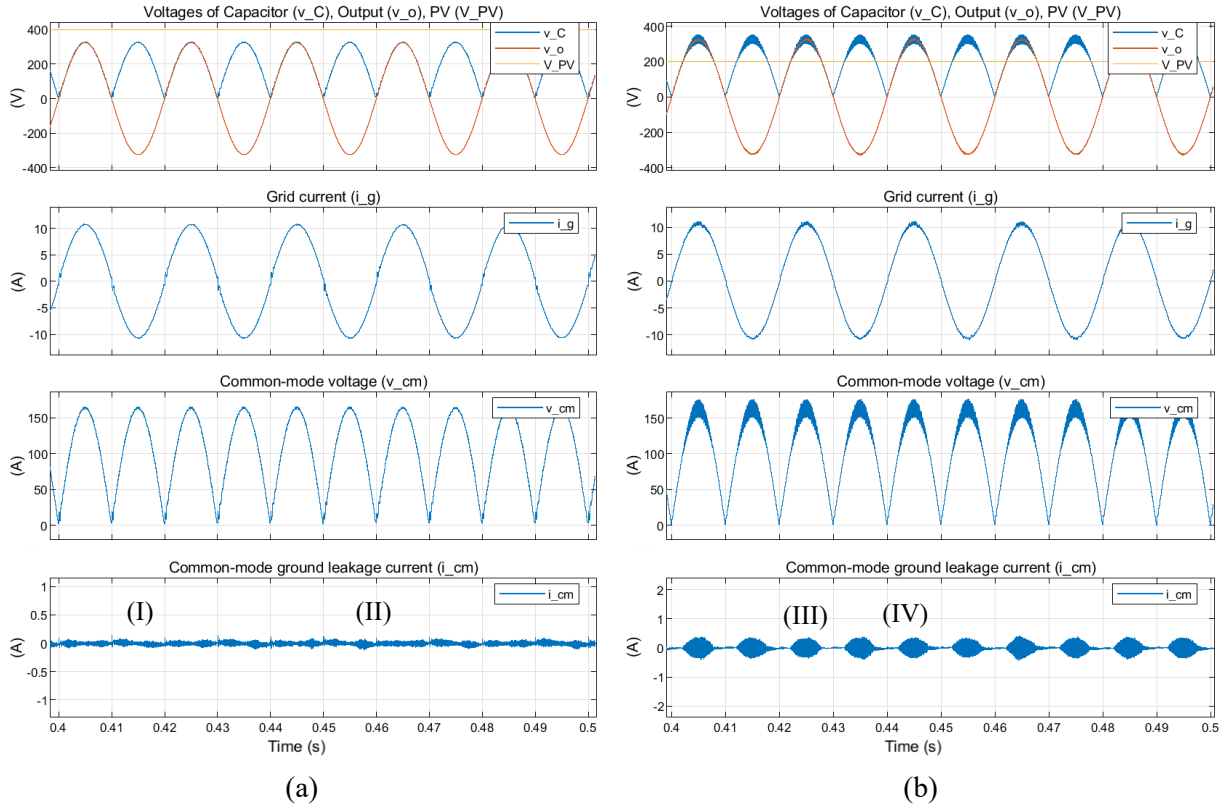 Voltages of Capacitor (v_C), Output (v_o), PV (V_PV)
400
200
0
-200
-400
(V)
v_C
v_o
V_PV
Grid current (i_g)
10
5
0
-5
-10
(A)
i_g
Common-mode voltage (v_cm)
150
100
50
0
(A)
v_cm
Common-mode ground leakage current (i_cm)
1
0.5
0
-0.5
-1
(A)
i_cm
(I)
(II)
0.4 0.41 0.42 0.43 0.44 0.45 0.46 0.47 0.48 0.49 0.5
Time (s)
(a)
Voltages of Capacitor (v_C), Output (v_o), PV (V_PV)
400
200
0
-200
-400
(V)
v_C
v_o
V_PV
Grid current (i_g)
10
5
0
-5
-10
(A)
i_g
Common-mode voltage (v_cm)
150
100
50
0
(A)
v_cm
Common-mode ground leakage current (i_cm)
2
1
0
-1
-2
(A)
i_cm
(III)
(IV)
0.4 0.41 0.42 0.43 0.44 0.45 0.46 0.47 0.48 0.49 0.5
Time (s)
(b)